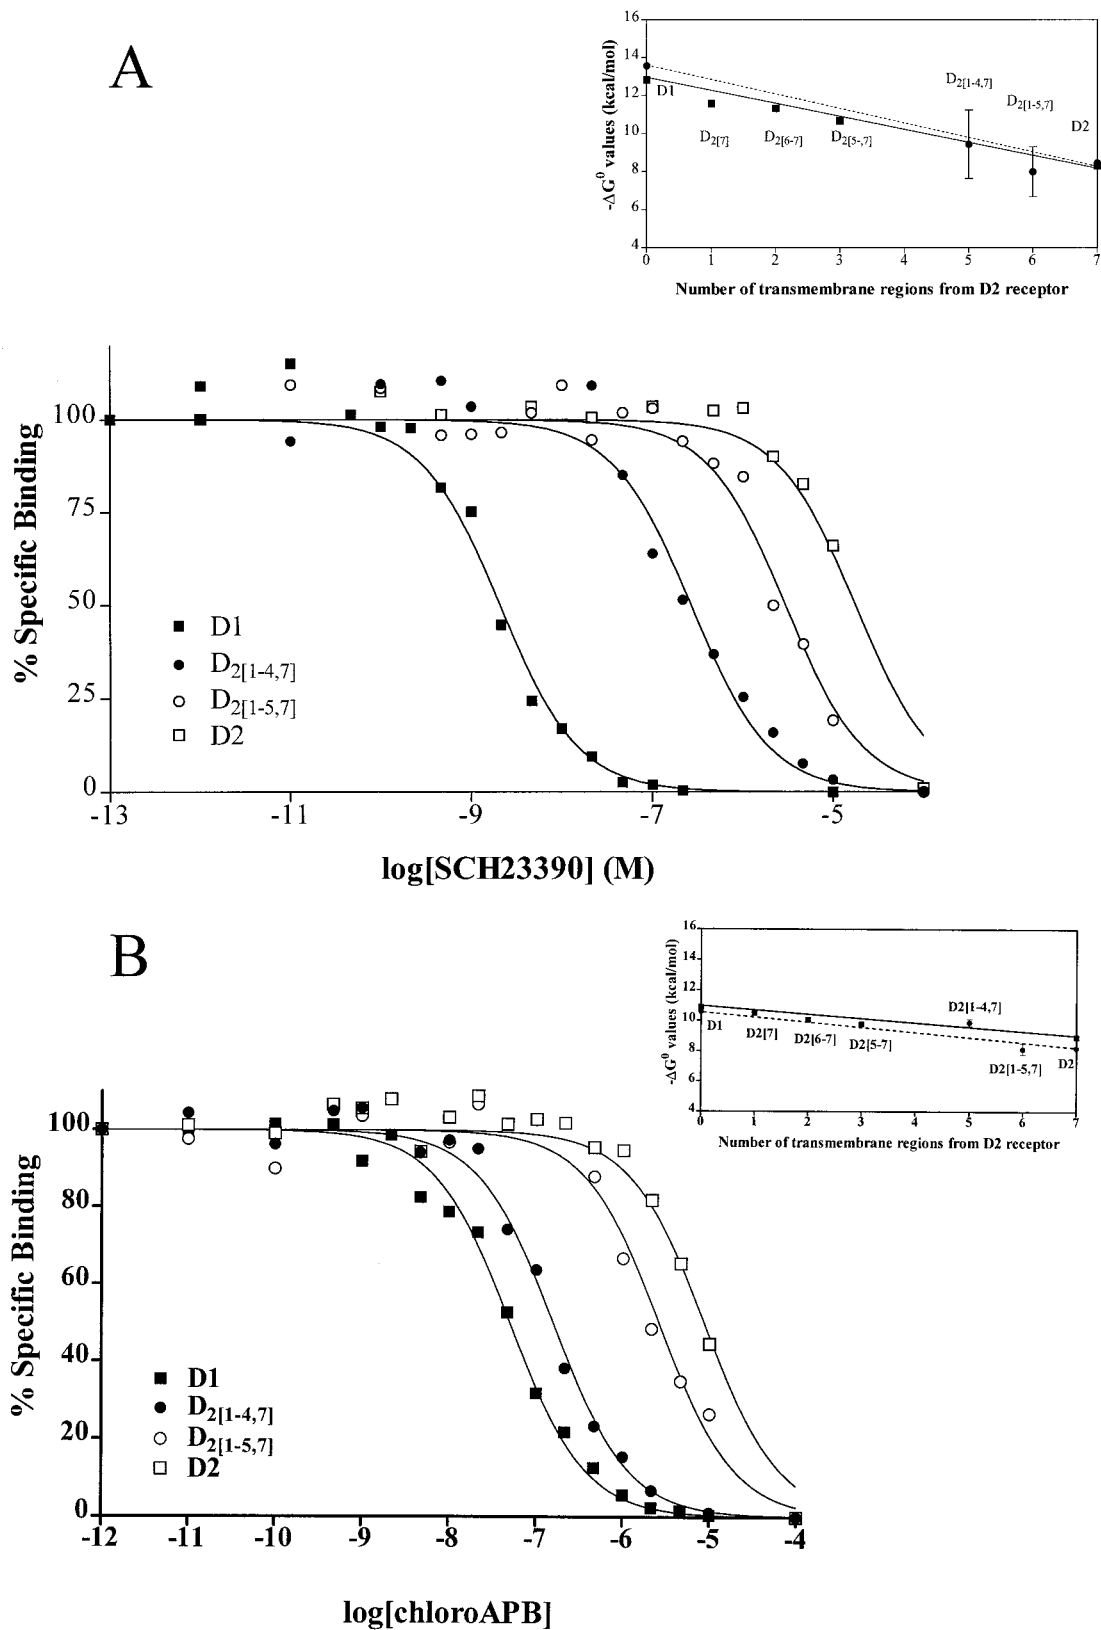 A
16
14
12
10
8
6
4
-ΔG⁰ values (kcal/mol)
D1
D2[7]
D2[6-7]
D2[5-,7]
D2[1-4,7]
D2[1-5,7]
D2
0 1 2 3 4 5 6 7
Number of transmembrane regions from D2 receptor
100
75
50
25
0
% Specific Binding
D1
D2[1-4,7]
D2[1-5,7]
D2
-13 -11 -9 -7 -5
log[SCH23390] (M)
B
16
14
12
10
8
6
4
-ΔG⁰ values (kcal/mol)
D1
D2[7]
D2[6-7]
D2[5-7]
D2[1-4,7]
D2[1-5,7]
D2
0 1 2 3 4 5 6 7
Number of transmembrane regions from D2 receptor
100
80
60
40
20
0
% Specific Binding
D1
D2[1-4,7]
D2[1-5,7]
D2
-12 -11 -10 -9 -8 -7 -6 -5 -4
log[chloroAPB]